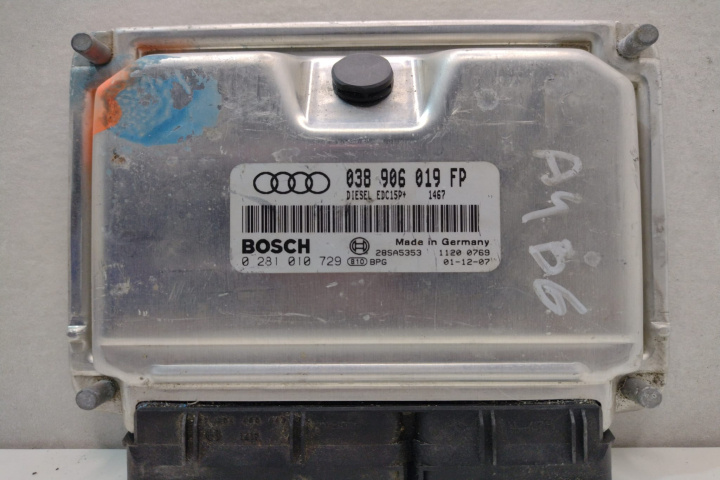 038 906 019 FP
DIESEL EDC15P+ 1467
BOSCH Made in Germany
28SA5353 1120 0769
0 281 010 729 810 BPG 01-12-07
A4 B6